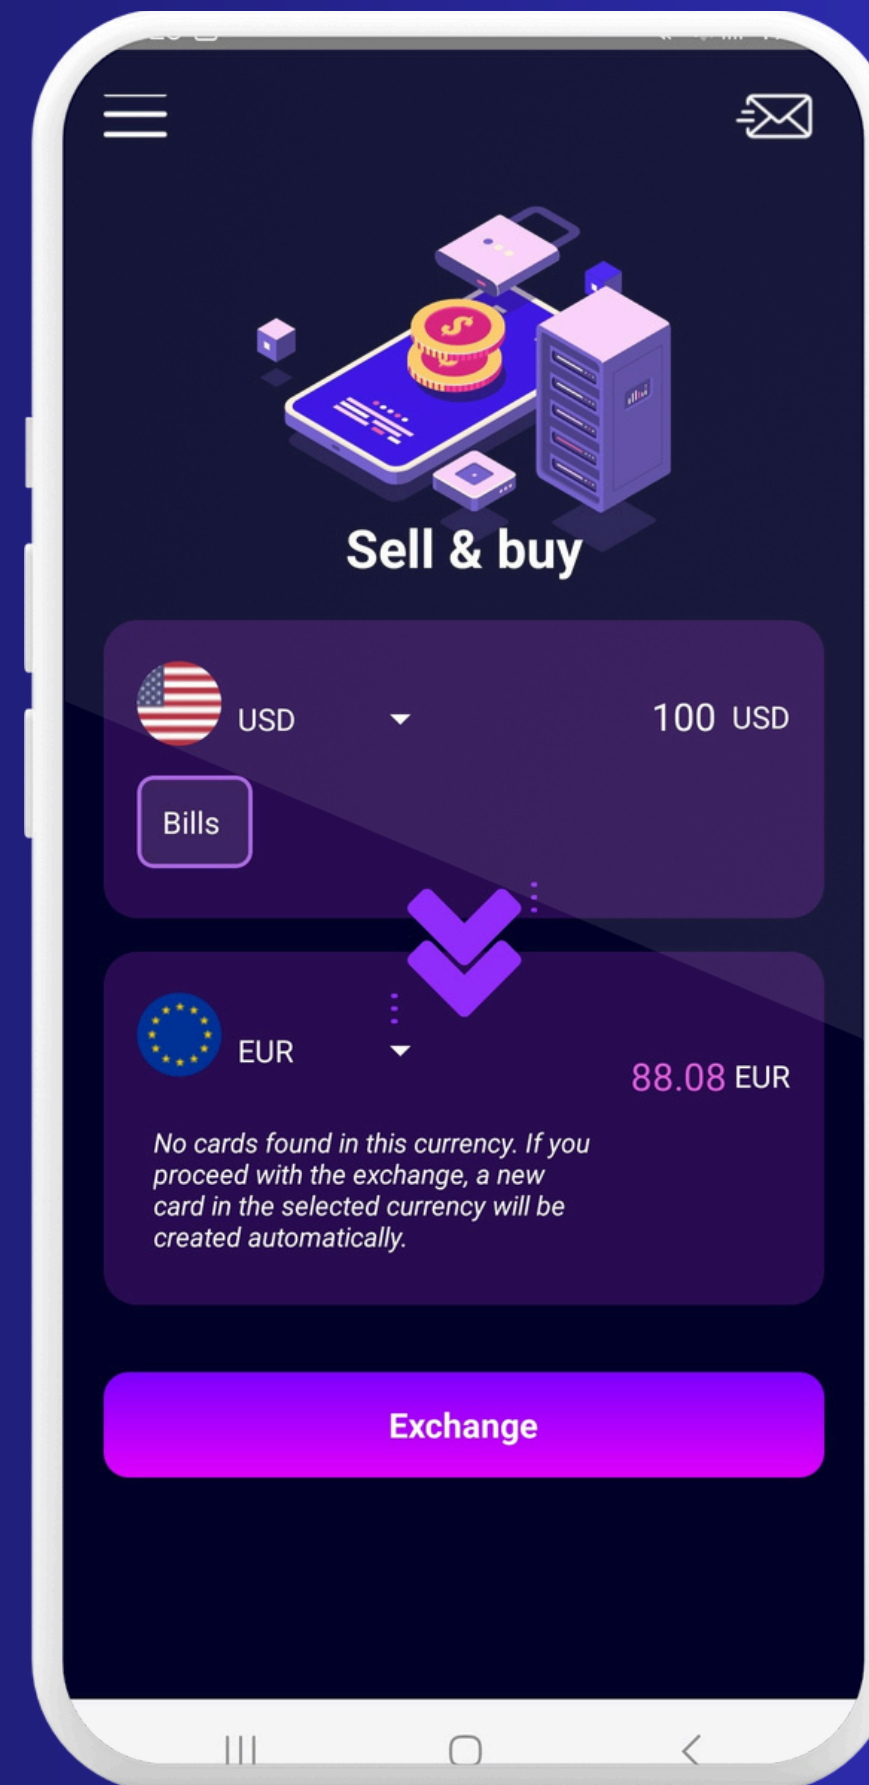 Sell & buy
USD
100 USD
Bills
EUR
88.08 EUR
No cards found in this currency. If you
proceed with the exchange, a new
card in the selected currency will be
created automatically.
Exchange